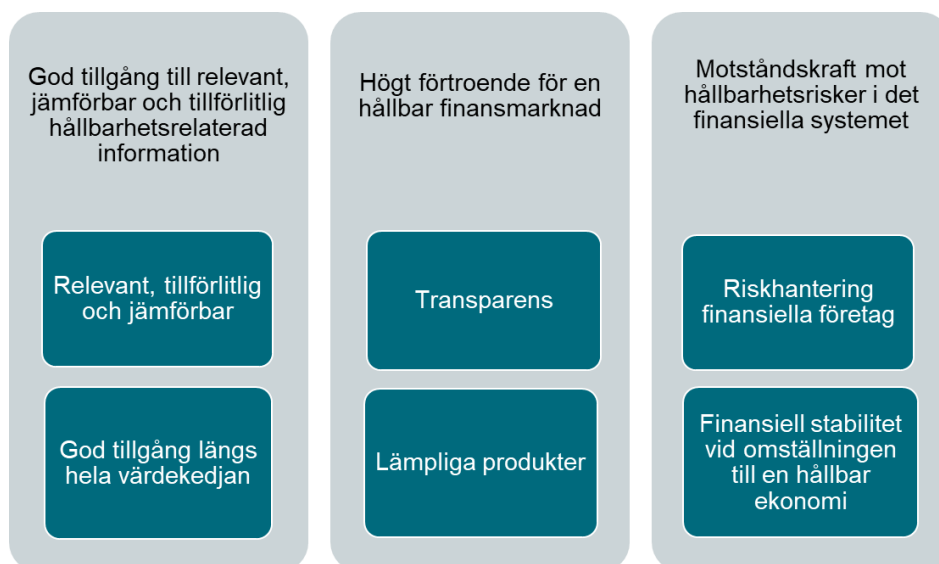 God tillgång till relevant,
jämförbar och tillförlitlig
hållbarhetsrelaterad
information
Relevant, tillförlitlig
och jämförbar
God tillgång längs
hela värdekedjan
Högt förtroende för en
hållbar finansmarknad
Transparens
Lämpliga produkter
Motståndskraft mot
hållbarhetsrisker i det
finansiella systemet
Riskhantering
finansiella företag
Finansiell stabilitet
vid omställningen
till en hållbar
ekonomi